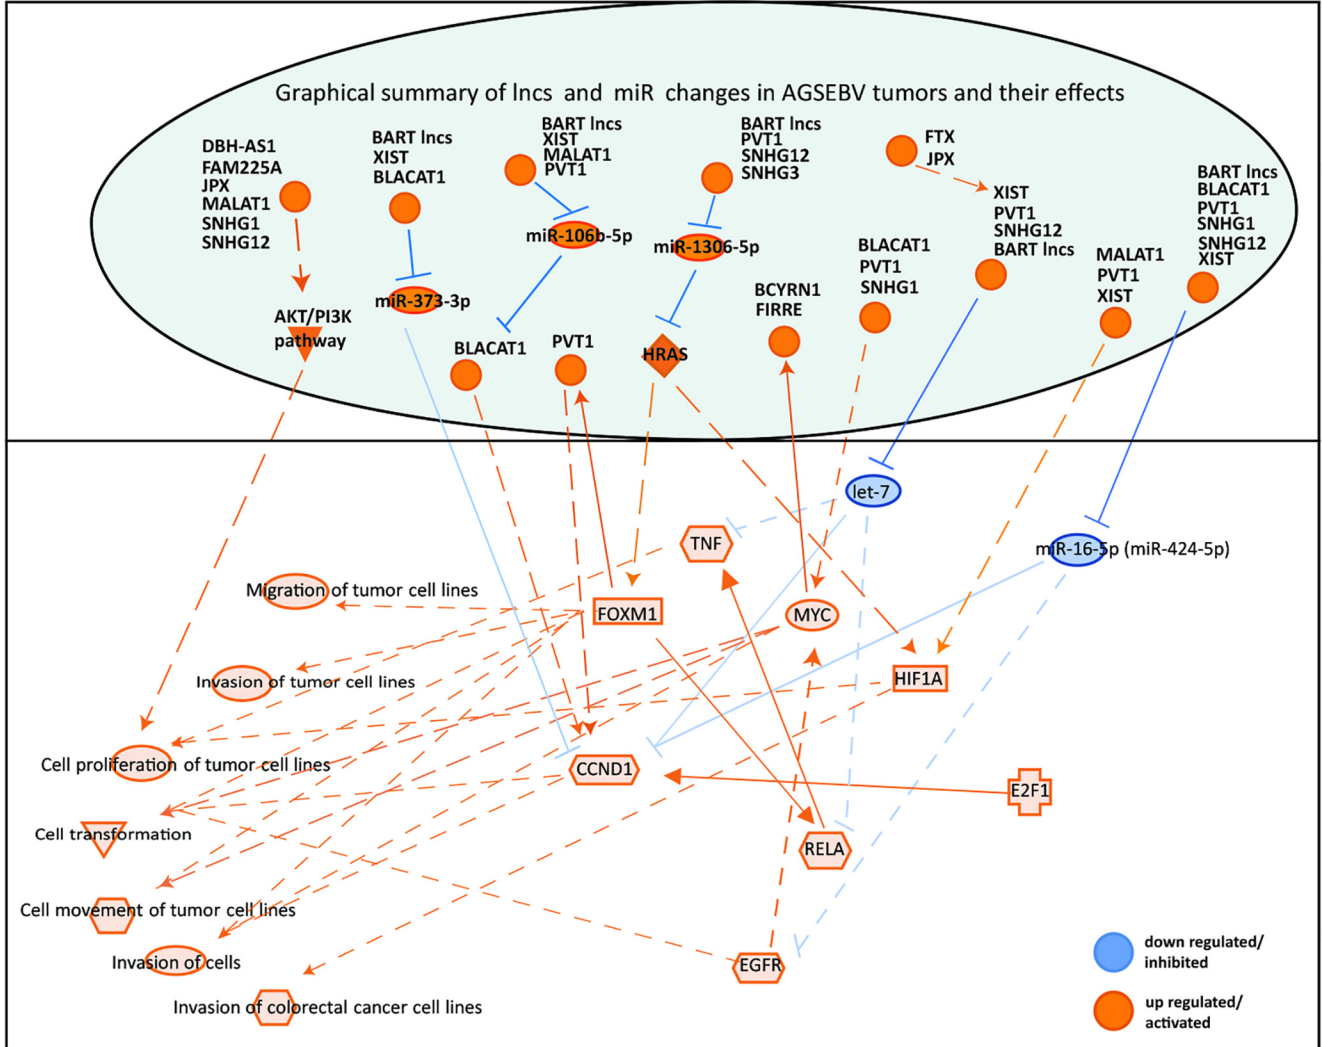 Graphical summary of lncs and miR changes in AGSEBV tumors and their effects
DBH-AS1
FAM225A
JPX
MALAT1
SNHG1
SNHG12
AKT/PI3K
pathway
BART lncs
XIST
BLACAT1
miR-373-3p
BART lncs
XIST
MALAT1
PVT1
miR-106b-5p
BLACAT1
PVT1
BART lncs
PVT1
SNHG12
SNHG3
miR-1306-5p
HRAS
BCYRN1
FIRRE
BLACAT1
PVT1
SNHG1
FTX
JPX
XIST
PVT1
SNHG12
BART lncs
MALAT1
PVT1
XIST
BART lncs
BLACAT1
PVT1
SNHG1
SNHG12
XIST
let-7
miR-16-5p (miR-424-5p)
TNF
FOXM1
MYC
HIF1A
CCND1
E2F1
RELA
EGFR
Migration of tumor cell lines
Invasion of tumor cell lines
Cell proliferation of tumor cell lines
Cell transformation
Cell movement of tumor cell lines
Invasion of cells
Invasion of colorectal cancer cell lines
down regulated/
inhibited
up regulated/
activated